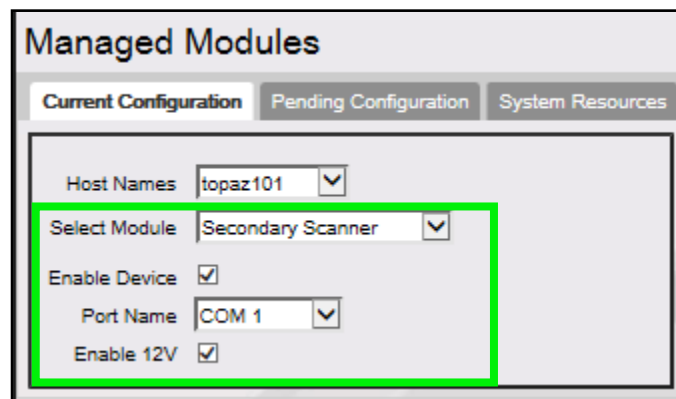 Managed Modules
Current Configuration Pending Configuration System Resources
Host Names topaz101
Select Module Secondary Scanner
Enable Device
Port Name COM 1
Enable 12V